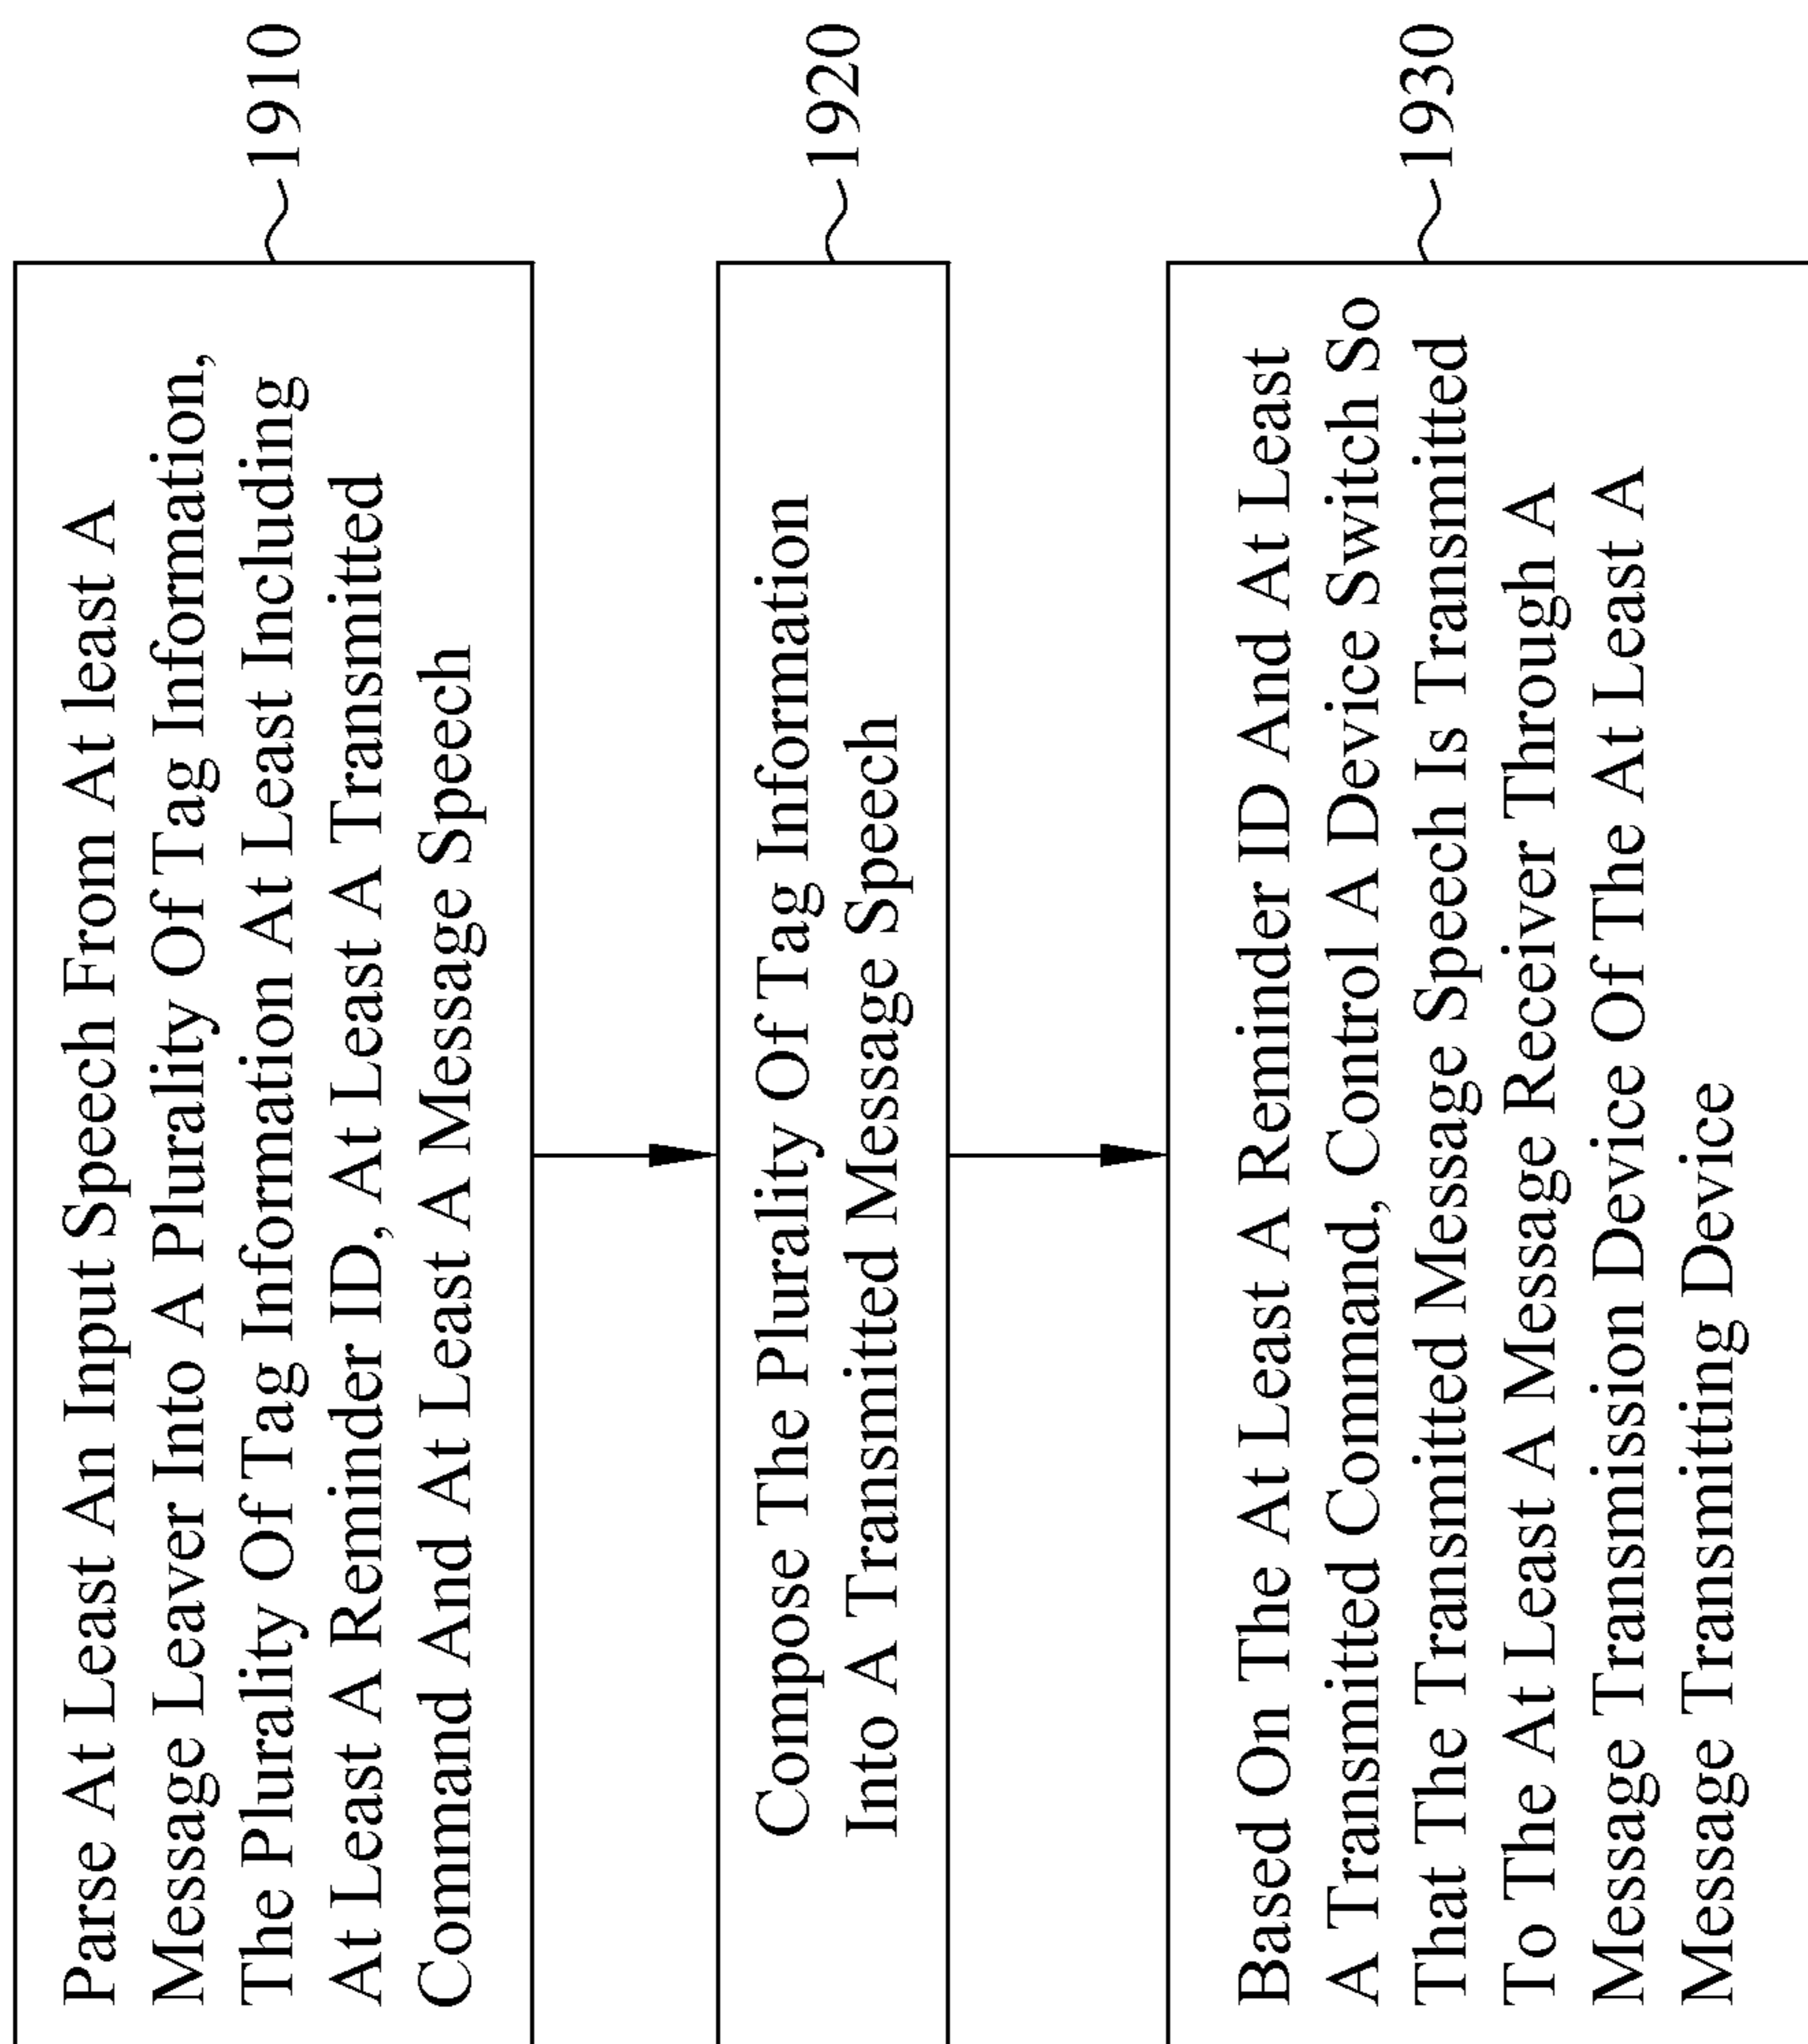 Parse At Least An Input Speech From At least A
Message Leaver Into A Plurality Of Tag Information,
The Plurality Of Tag Information At Least Including
At Least A Reminder ID, At Least A Transmitted
Command And At Least A Message Speech
1910
Compose The Plurality Of Tag Information
Into A Transmitted Message Speech
1920
Based On The At Least A Reminder ID And At Least
A Transmitted Command, Control A Device Switch So
That The Transmitted Message Speech Is Transmitted
To The At Least A Message Receiver Through A
Message Transmission Device Of The At Least A
Message Transmitting Device
1930